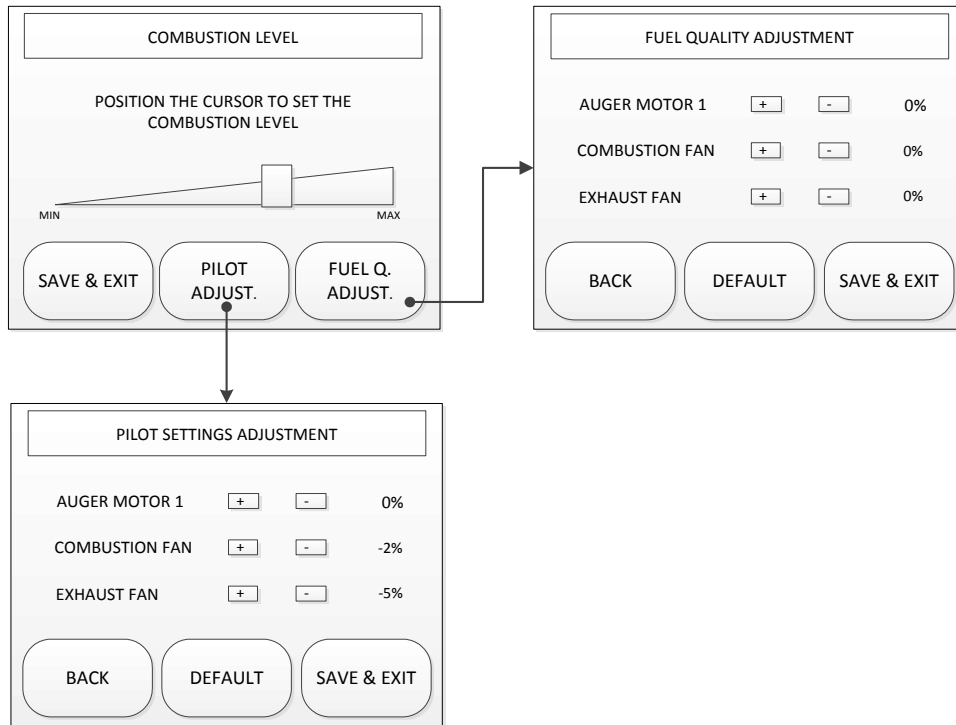 COMBUSTION LEVEL
POSITION THE CURSOR TO SET THE
COMBUSTION LEVEL
MIN
MAX
SAVE & EXIT
PILOT
ADJUST.
FUEL Q.
ADJUST.
FUEL QUALITY ADJUSTMENT
AUGER MOTOR 1 + - 0%
COMBUSTION FAN + - 0%
EXHAUST FAN + - 0%
BACK
DEFAULT
SAVE & EXIT
PILOT SETTINGS ADJUSTMENT
AUGER MOTOR 1 + - 0%
COMBUSTION FAN + - -2%
EXHAUST FAN + - -5%
BACK
DEFAULT
SAVE & EXIT